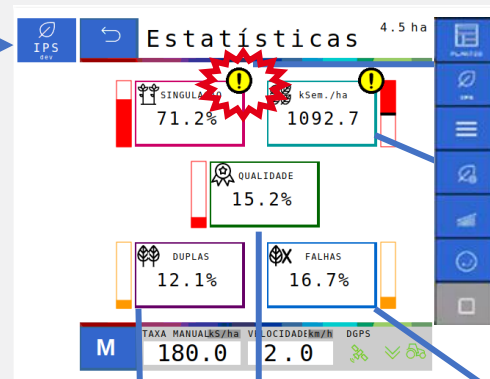 IPS
dev
Estatísticas
4.5 ha
PLANTIO
SINGULA
kSem./ha
71.2%
1092.7
QUALIDADE
15.2%
DUPLAS
FALHAS
12.1%
16.7%
M
TAXA MANUAL kS/ha
VELOCIDADE km/h
DGPS
180.0
2.0